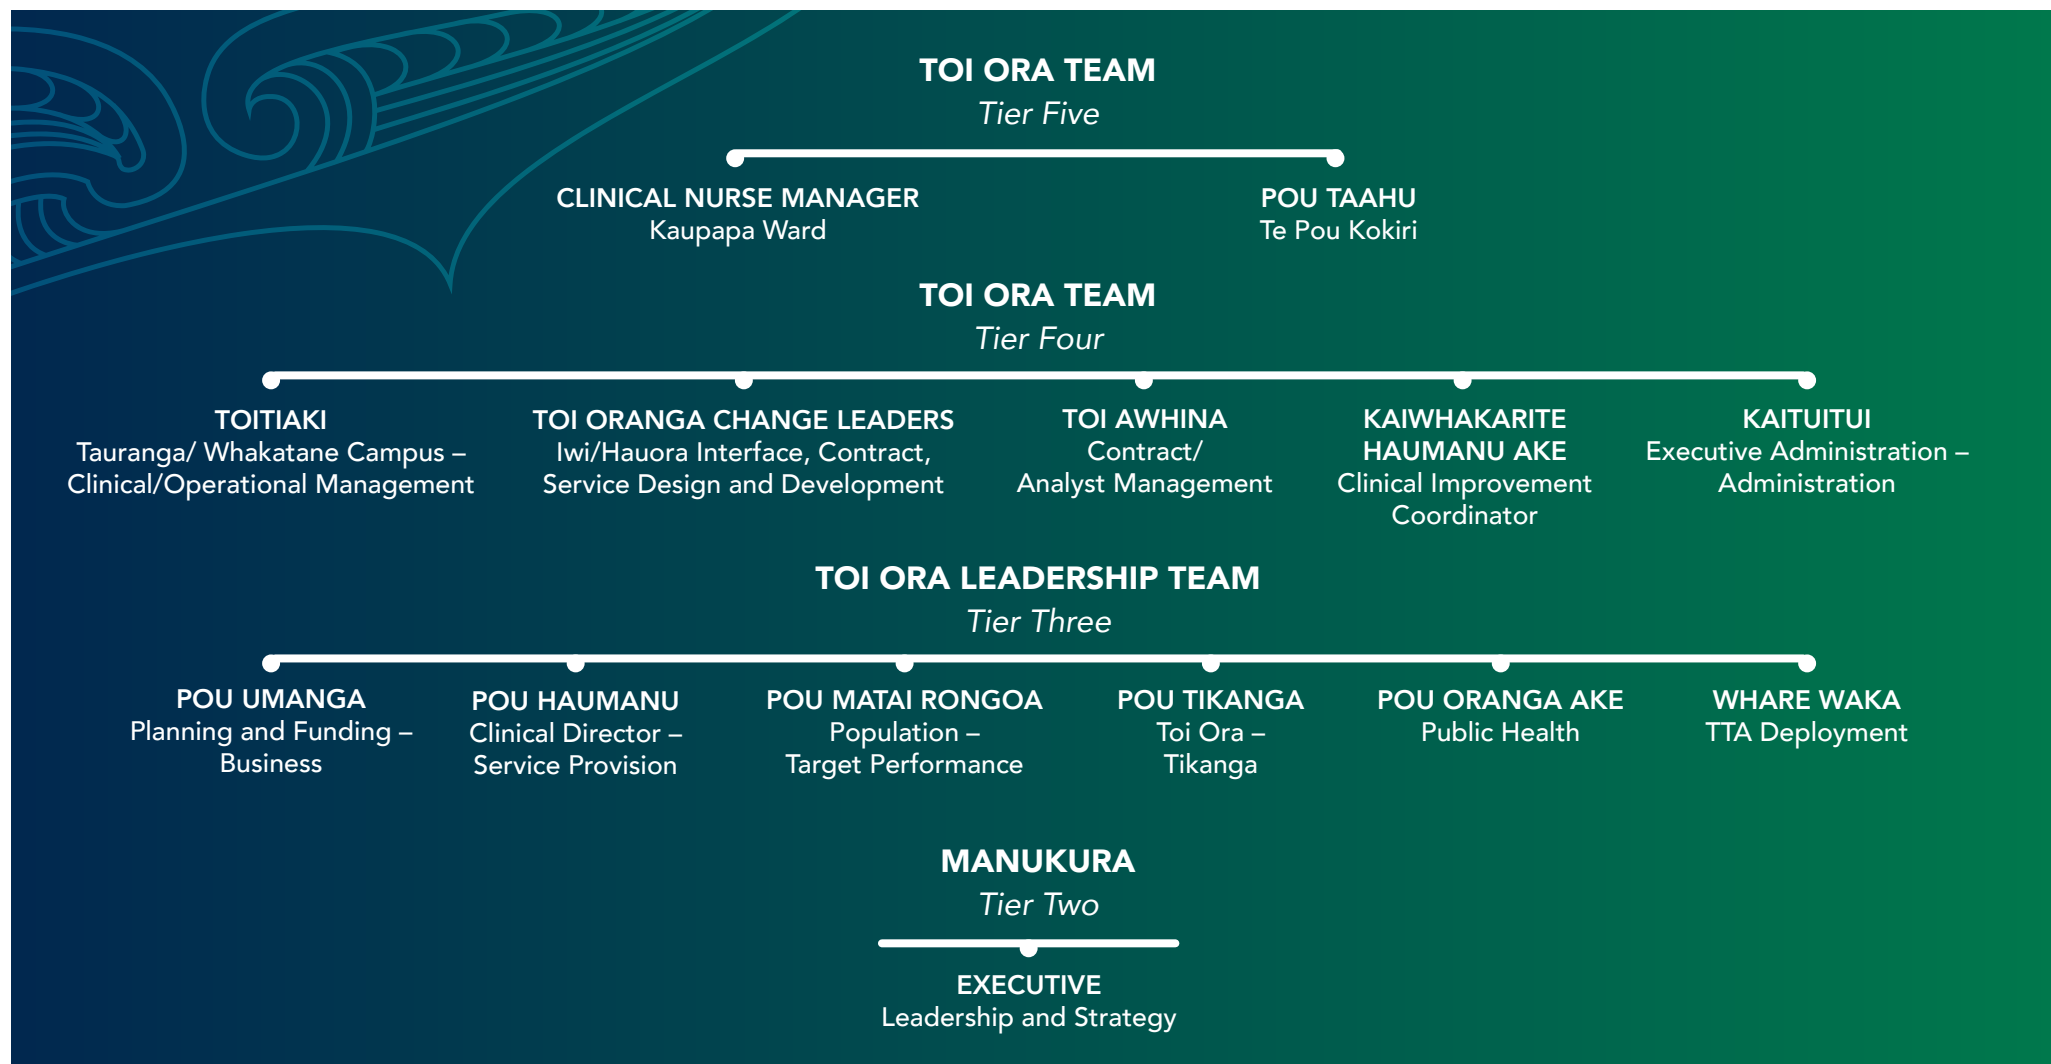 TOI ORA TEAM
Tier Five
CLINICAL NURSE MANAGER
Kaupapa Ward
POU TAAHU
Te Pou Kokiri
TOI ORA TEAM
Tier Four
TOITIAKI
Tauranga/ Whakatane Campus –
Clinical/Operational Management
TOI ORANGA CHANGE LEADERS
Iwi/Hauora Interface, Contract,
Service Design and Development
TOI AWHINA
Contract/
Analyst Management
KAIWHAKARITE
HAUMANU AKE
Clinical Improvement
Coordinator
KAITUITUI
Executive Administration –
Administration
TOI ORA LEADERSHIP TEAM
Tier Three
POU UMANGA
Planning and Funding –
Business
POU HAUMANU
Clinical Director –
Service Provision
POU MATAI RONGOA
Population –
Target Performance
POU TIKANGA
Toi Ora –
Tikanga
POU ORANGA AKE
Public Health
WHARE WAKA
TTA Deployment
MANUKURA
Tier Two
EXECUTIVE
Leadership and Strategy